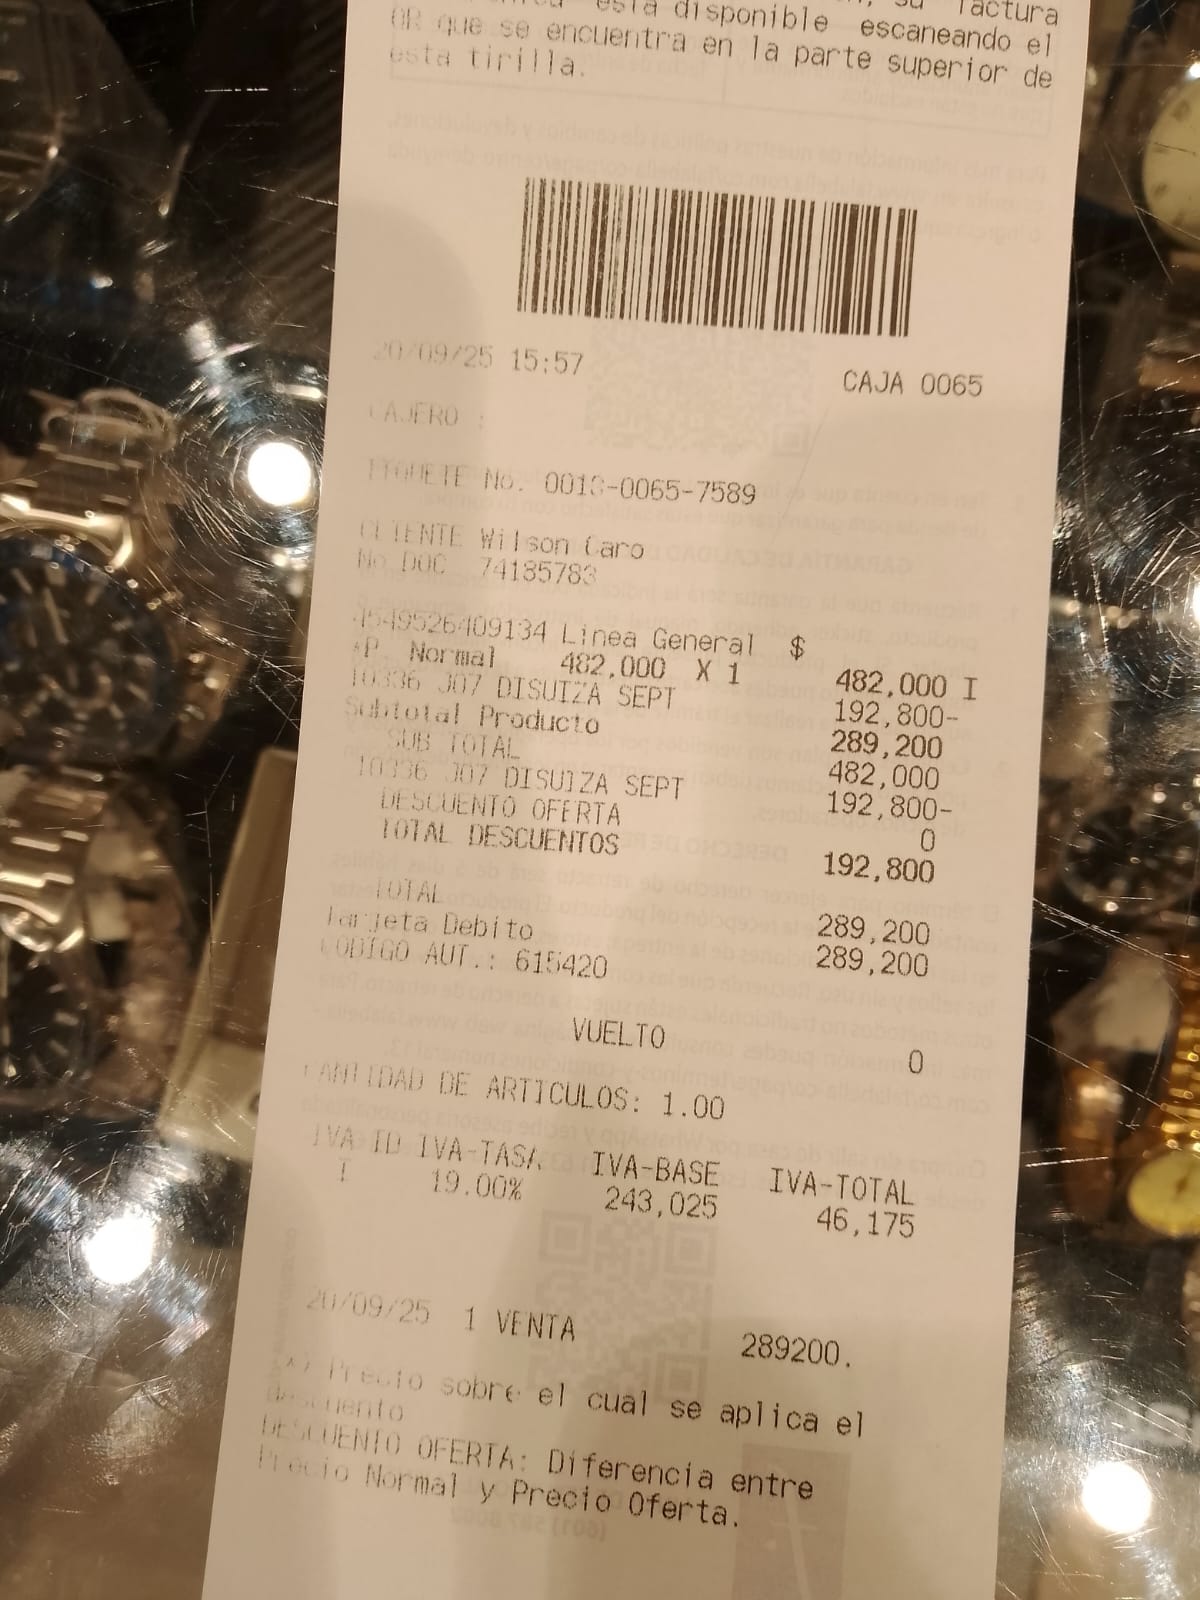 está disponible escaneando el
QR que se encuentra en la parte superior de
esta tirilla.
20/09/25 15:57
CAJA 0065
CAJERO :
TIQUETE No. 0013-0065-7589
CLIENTE Wilson Caro
No.DOC 74185783
4549526409134 Linea General $
*P. Normal 482,000 X 1 482,000 I
10336 J07 DISUIZA SEPT 192,800-
Subtotal Producto 289,200
SUB TOTAL 482,000
10336 J07 DISUIZA SEPT 192,800-
DESCUENTO OFERTA 0
TOTAL DESCUENTOS 192,800
TOTAL 289,200
Tarjeta Debito 289,200
CODIGO AUT.: 615420
VUELTO 0
CANTIDAD DE ARTICULOS: 1.00
IVA ID IVA-TASA IVA-BASE IVA-TOTAL
I 19.00% 243,025 46,175
20/09/25 1 VENTA 289200.
(*) Precio sobre el cual se aplica el
descuento
DESCUENTO OFERTA: Diferencia entre
Precio Normal y Precio Oferta.